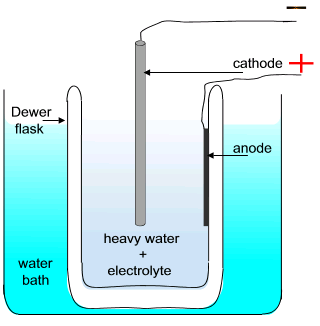 cathode
Dewer
flask
anode
heavy water
+
electrolyte
water
bath